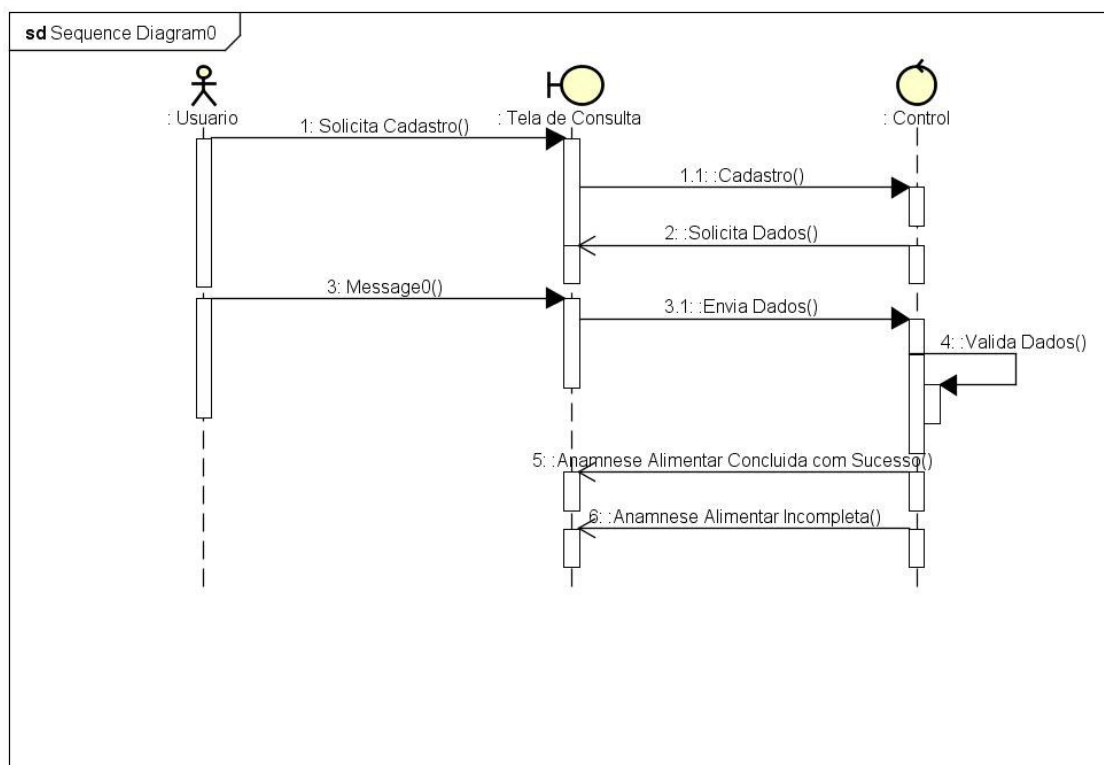 sd Sequence Diagram0
: Usuario
: Tela de Consulta
: Control
1: Solicita Cadastro()
1.1: :Cadastro()
2: :Solicita Dados()
3: Message0()
3.1: :Envia Dados()
4: :Valida Dados()
5: :Anamnese Alimentar Concluida com Sucesso()
6: :Anamnese Alimentar Incompleta()